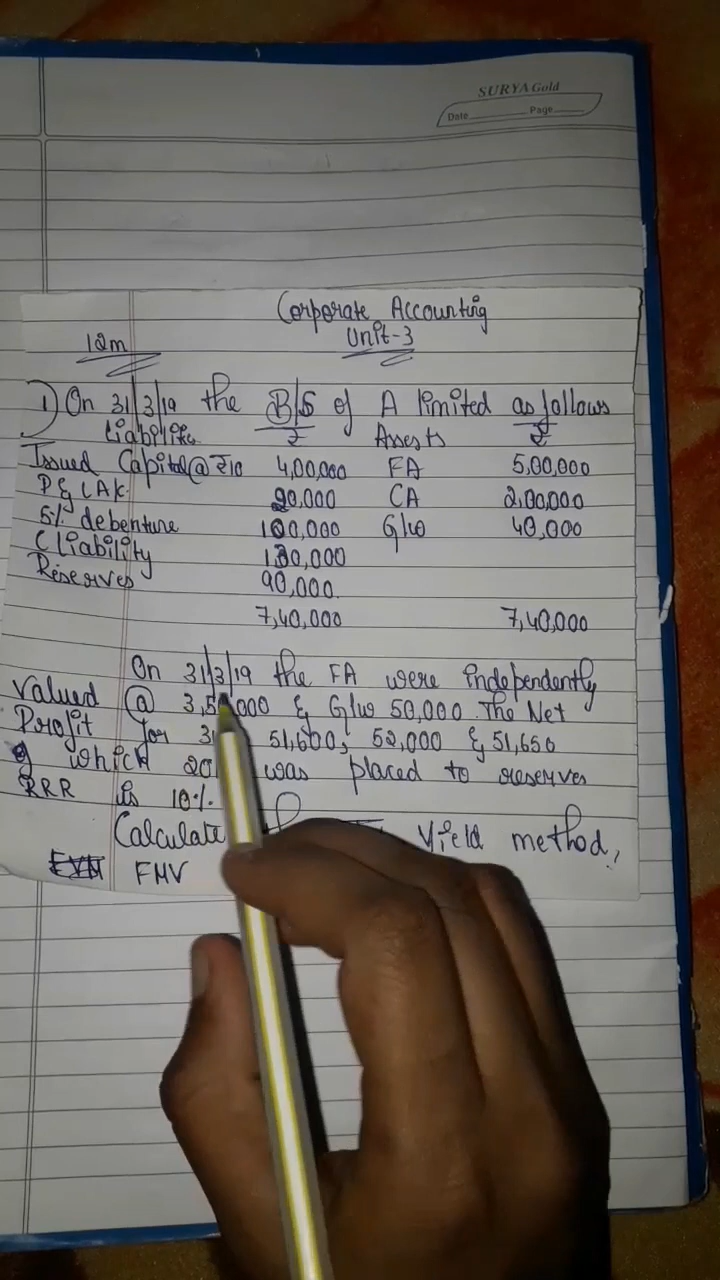 SURYA Gold
Date Page
Corporate Accounting
12m Unit-3
1) On 31/3/19 the B/S of A limited as follows
Liabilitie ₹ Assests ₹
Issued Capital @ ₹10 4,00,000 FA 5,00,000
P & L A/c 20,000 CA 2,00,000
5% debenture 100,000 G/w 40,000
C liability 130,000
Reserves 90,000.
7,40,000 7,40,000
On 31/3/19 the FA were independently
Valued @ 3,5 ,000 & G/w 50,000. The Net
Profit for 51,600, 52,000 & 51,650
of which 20 was placed to reserves
RRR is 10%.
Calculate Yield method,
FMV